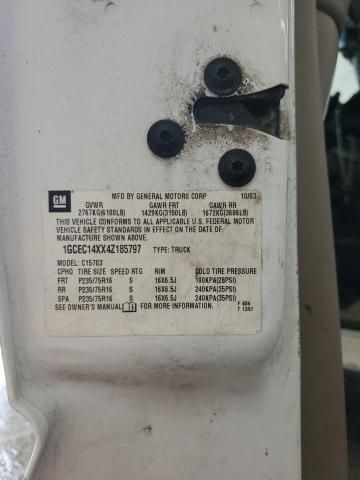 MFD BY GENERAL MOTORS CORP 10/03
GM
GVWR GAWR FRT GAWR RR
2767KG(6100LB) 1429KG(3150LB) 1672KG(3686LB)
THIS VEHICLE CONFORMS TO ALL APPLICABLE U.S. FEDERAL MOTOR
VEHICLE SAFETY STANDARDS IN EFFECT ON THE DATE OF
MANUFACTURE SHOWN ABOVE.
1GCEC14XX4Z185797 TYPE: TRUCK
MODEL: C15703
CPHQ TIRE SIZE SPEED RTG RIM COLD TIRE PRESSURE
FRT P235/75R16 S 16X6.5J 190KPA(28PSI)
RR P235/75R16 S 16X6.5J 240KPA(35PSI)
SPA P235/75R16 S 16X6.5J 240KPA(35PSI)
SEE OWNER'S MANUAL FOR MORE INFORMATION.
F 486
T 1397